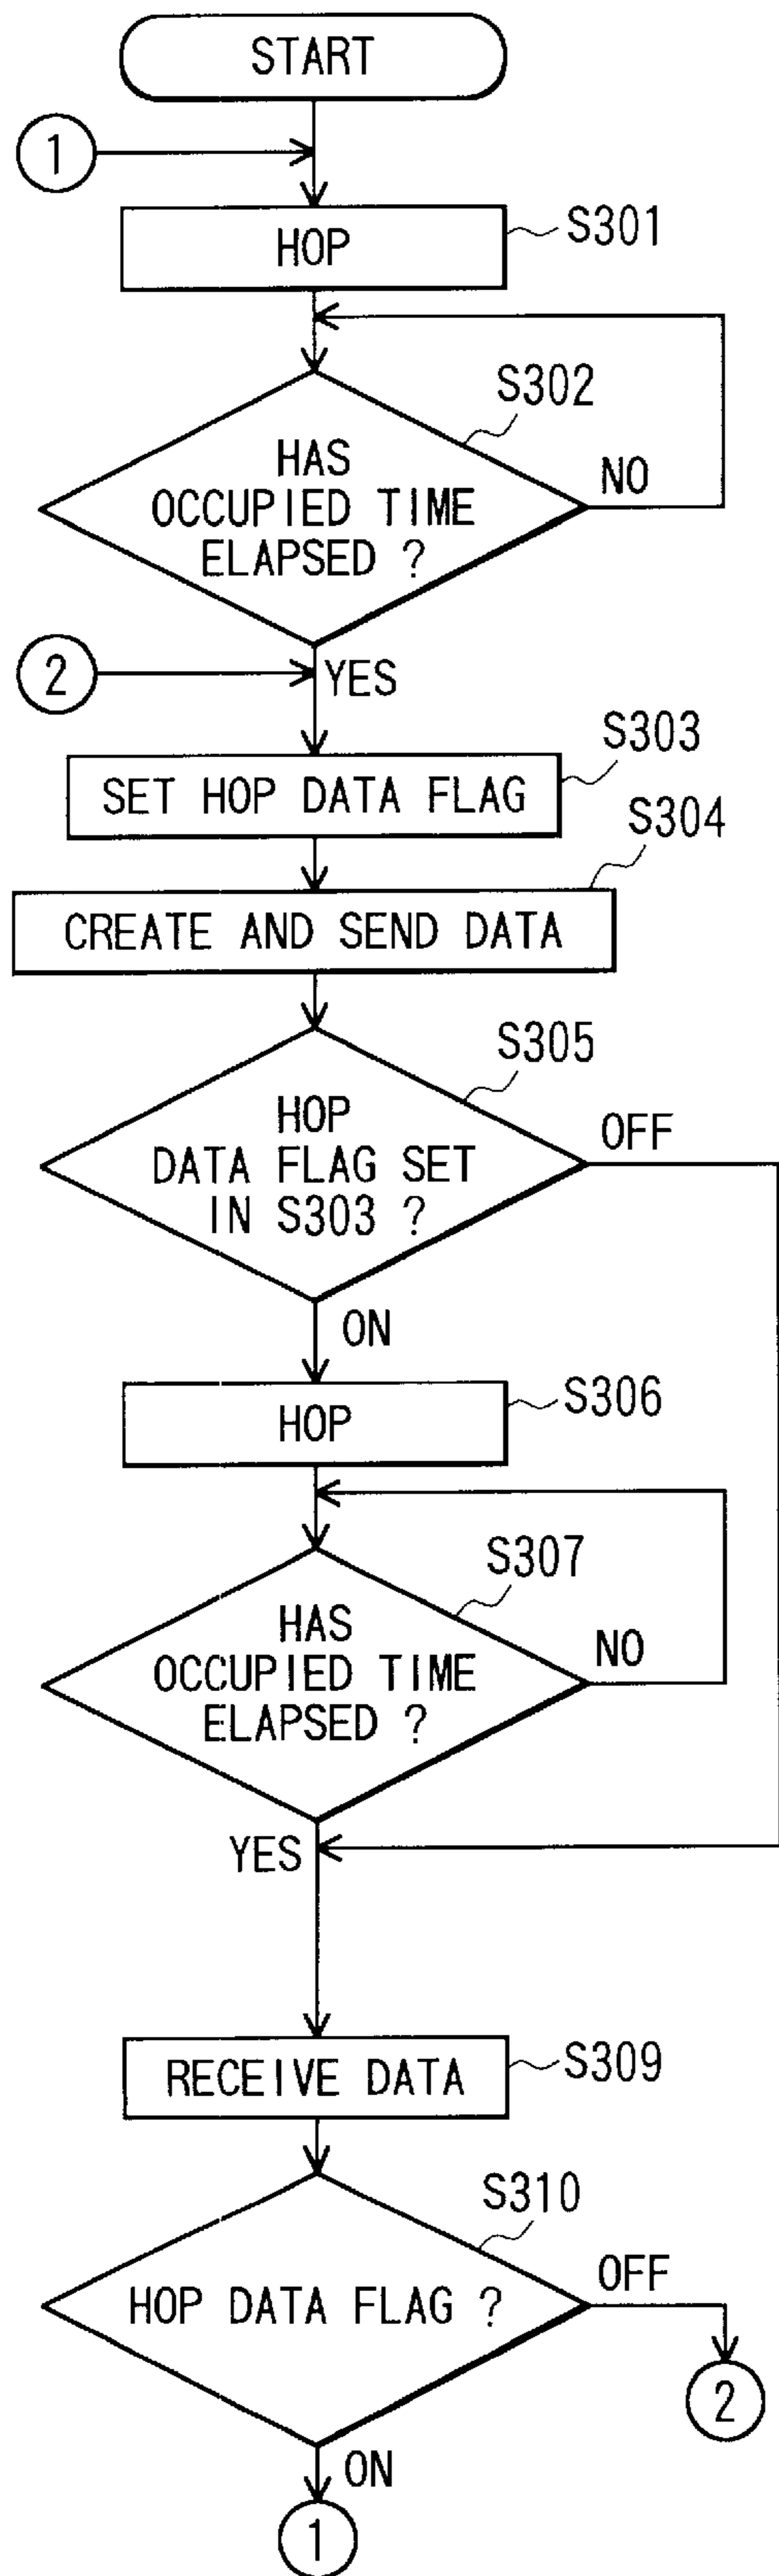 START
1
HOP
S301
S302
HAS
OCCUPIED TIME
ELAPSED ?
NO
2
YES
S303
SET HOP DATA FLAG
S304
CREATE AND SEND DATA
S305
HOP
DATA FLAG SET
IN S303 ?
OFF
ON
HOP
S306
S307
HAS
OCCUPIED TIME
ELAPSED ?
NO
YES
RECEIVE DATA
S309
S310
HOP DATA FLAG ?
OFF
2
ON
1